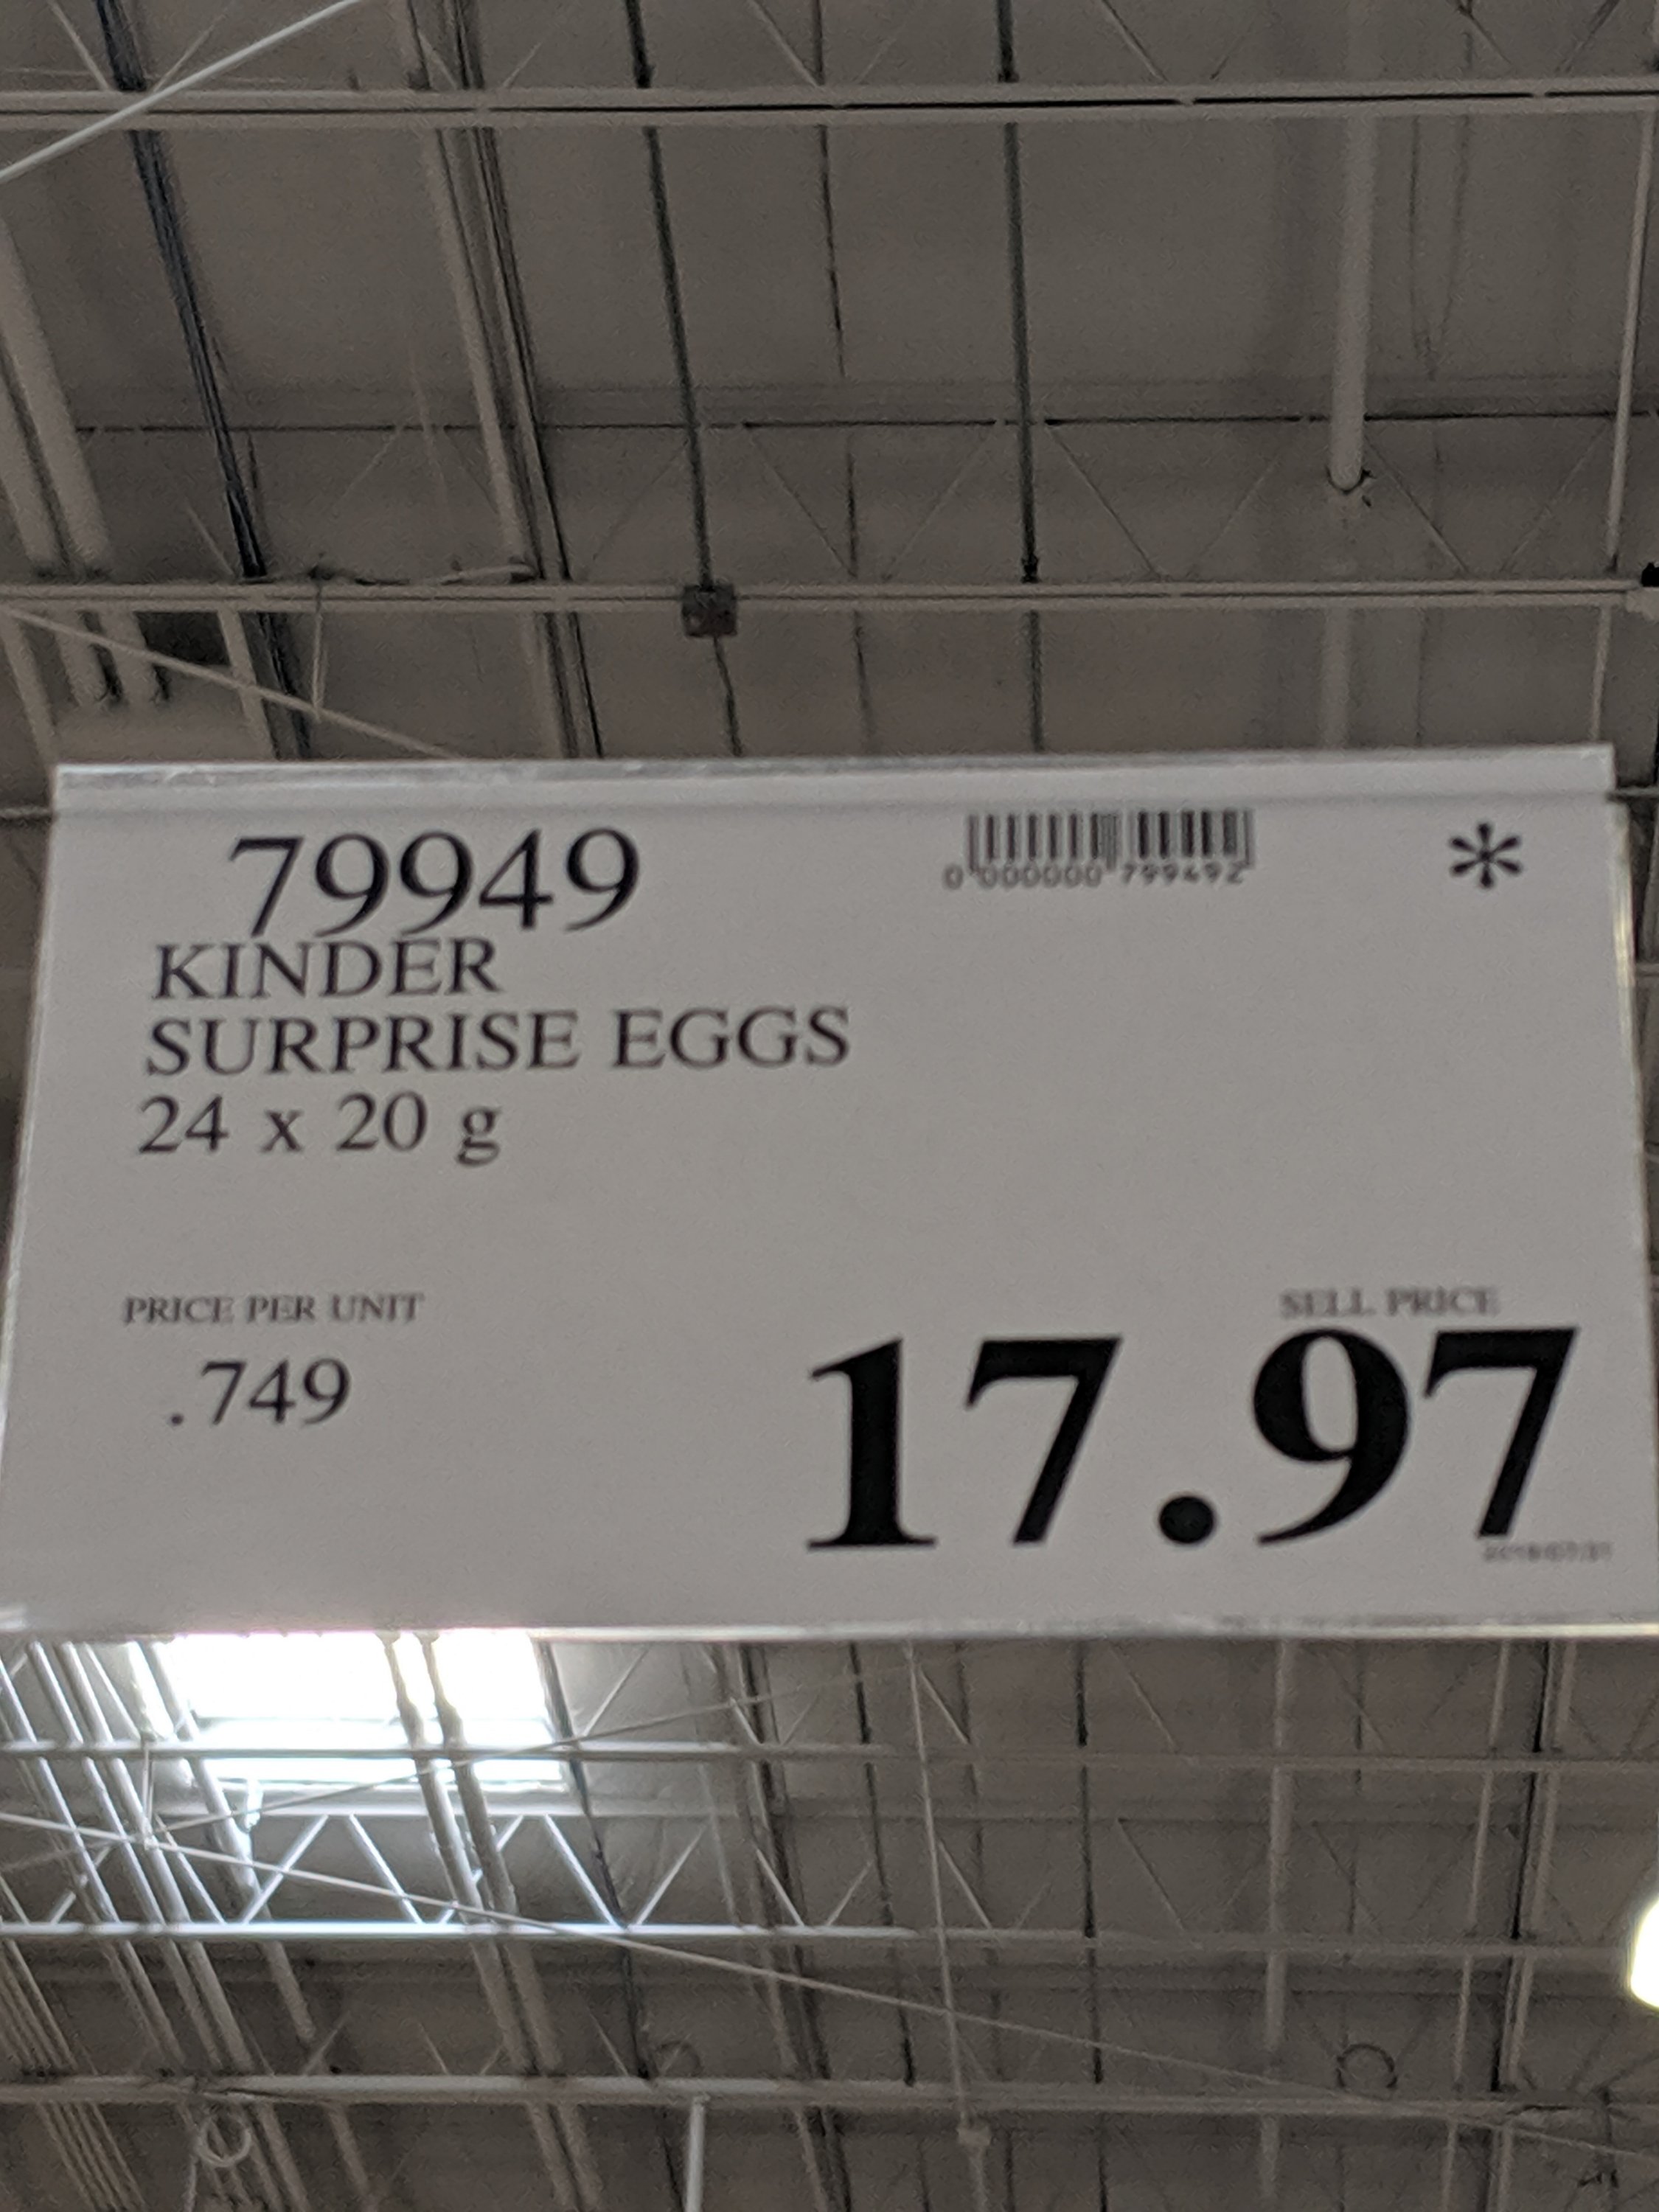 79949
0 000000 799492
*
KINDER
SURPRISE EGGS
24 x 20 g
PRICE PER UNIT
.749
SELL PRICE
17.97